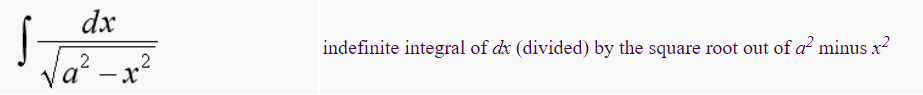 ∫ dx / √(a² – x²)
indefinite integral of dx (divided) by the square root out of a² minus x²